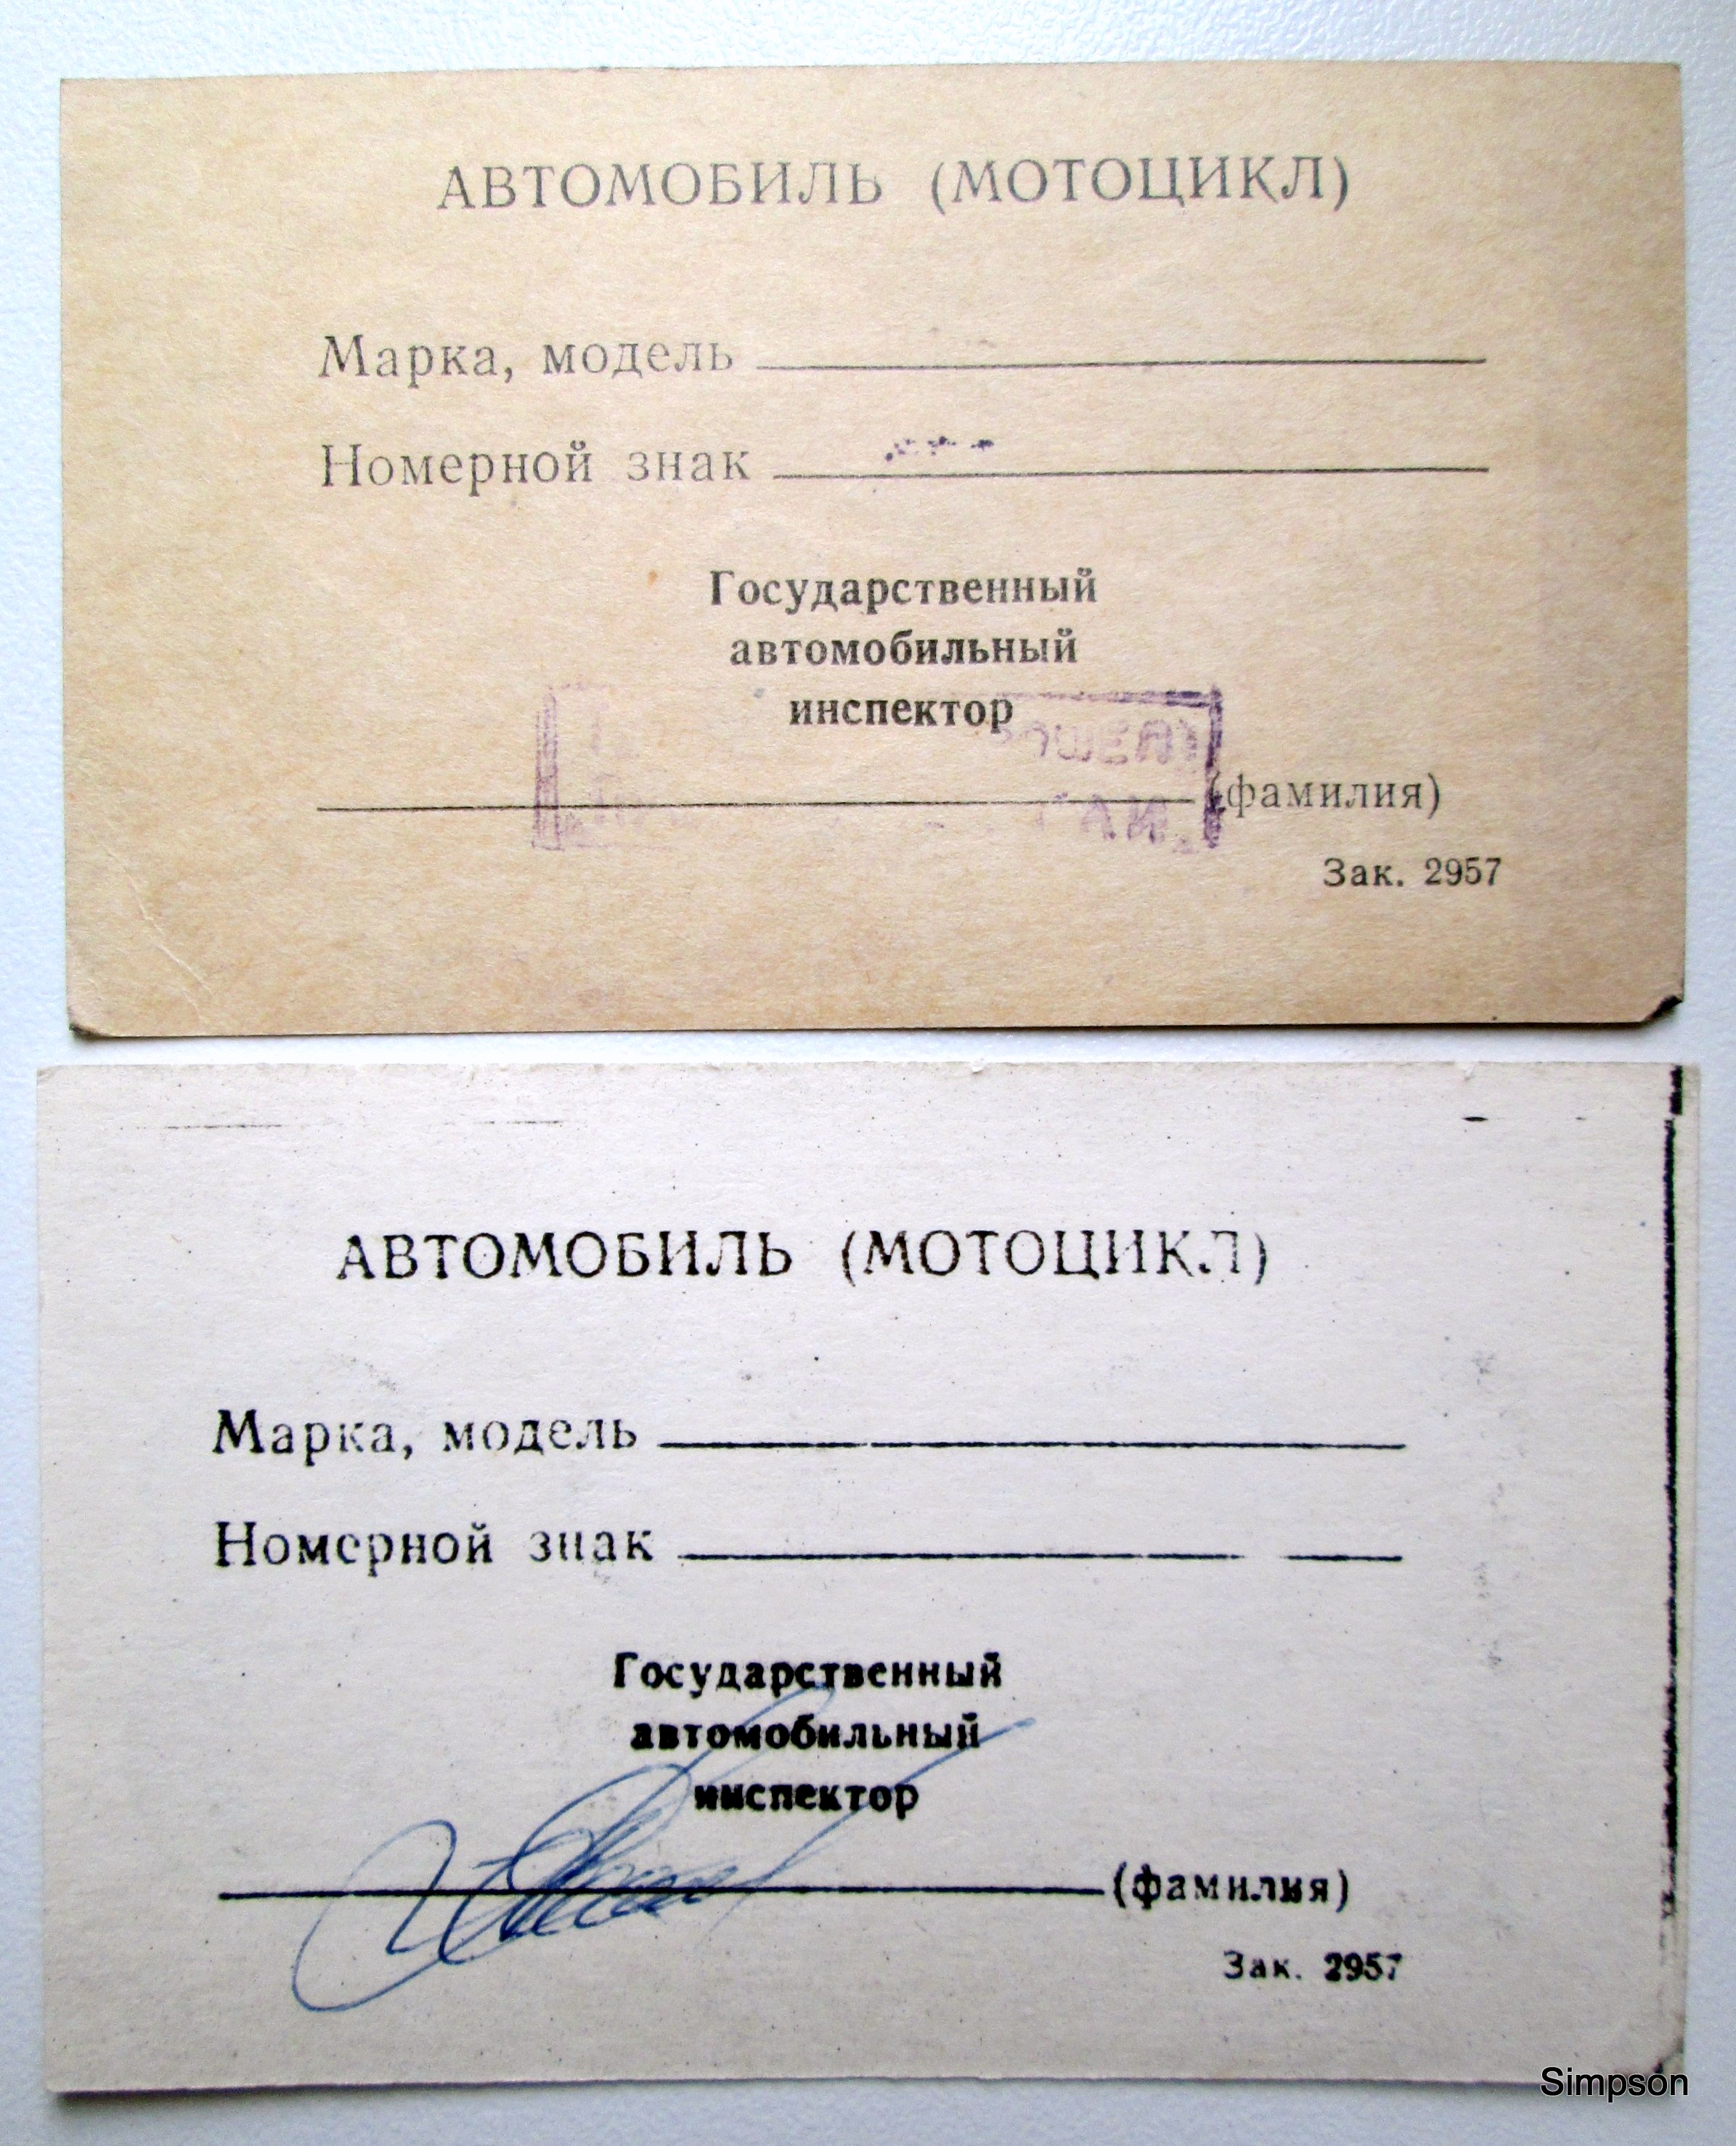 АВТОМОБИЛЬ (МОТОЦИКЛ)
Марка, модель
Номерной знак
Государственный
автомобильный
инспектор
(фамилия)
Зак. 2957
АВТОМОБИЛЬ (МОТОЦИКЛ)
Марка, модель
Номерной знак
Государственный
автомобильный
инспектор
(фамилия)
Зак. 2957
Simpson